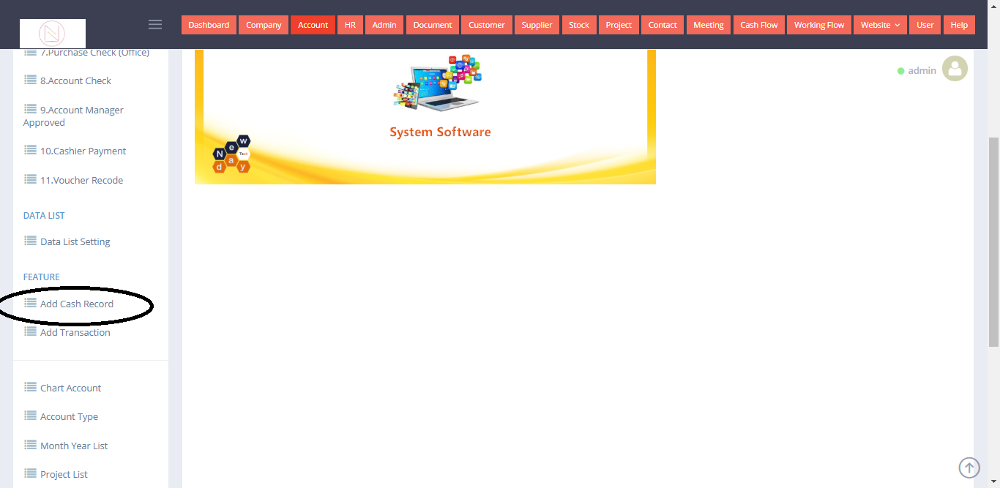 Dashboard Company Account HR Admin Document Customer Supplier Stock Project Contact Meeting Cash Flow Working Flow Website User Help
7.Purchase Check (Office)
8.Account Check
9.Account Manager
Approved
10.Cashier Payment
11.Voucher Recode
DATA LIST
Data List Setting
FEATURE
Add Cash Record
Add Transaction
Chart Account
Account Type
Month Year List
Project List
System Software
N e w
d a y
Tech
admin